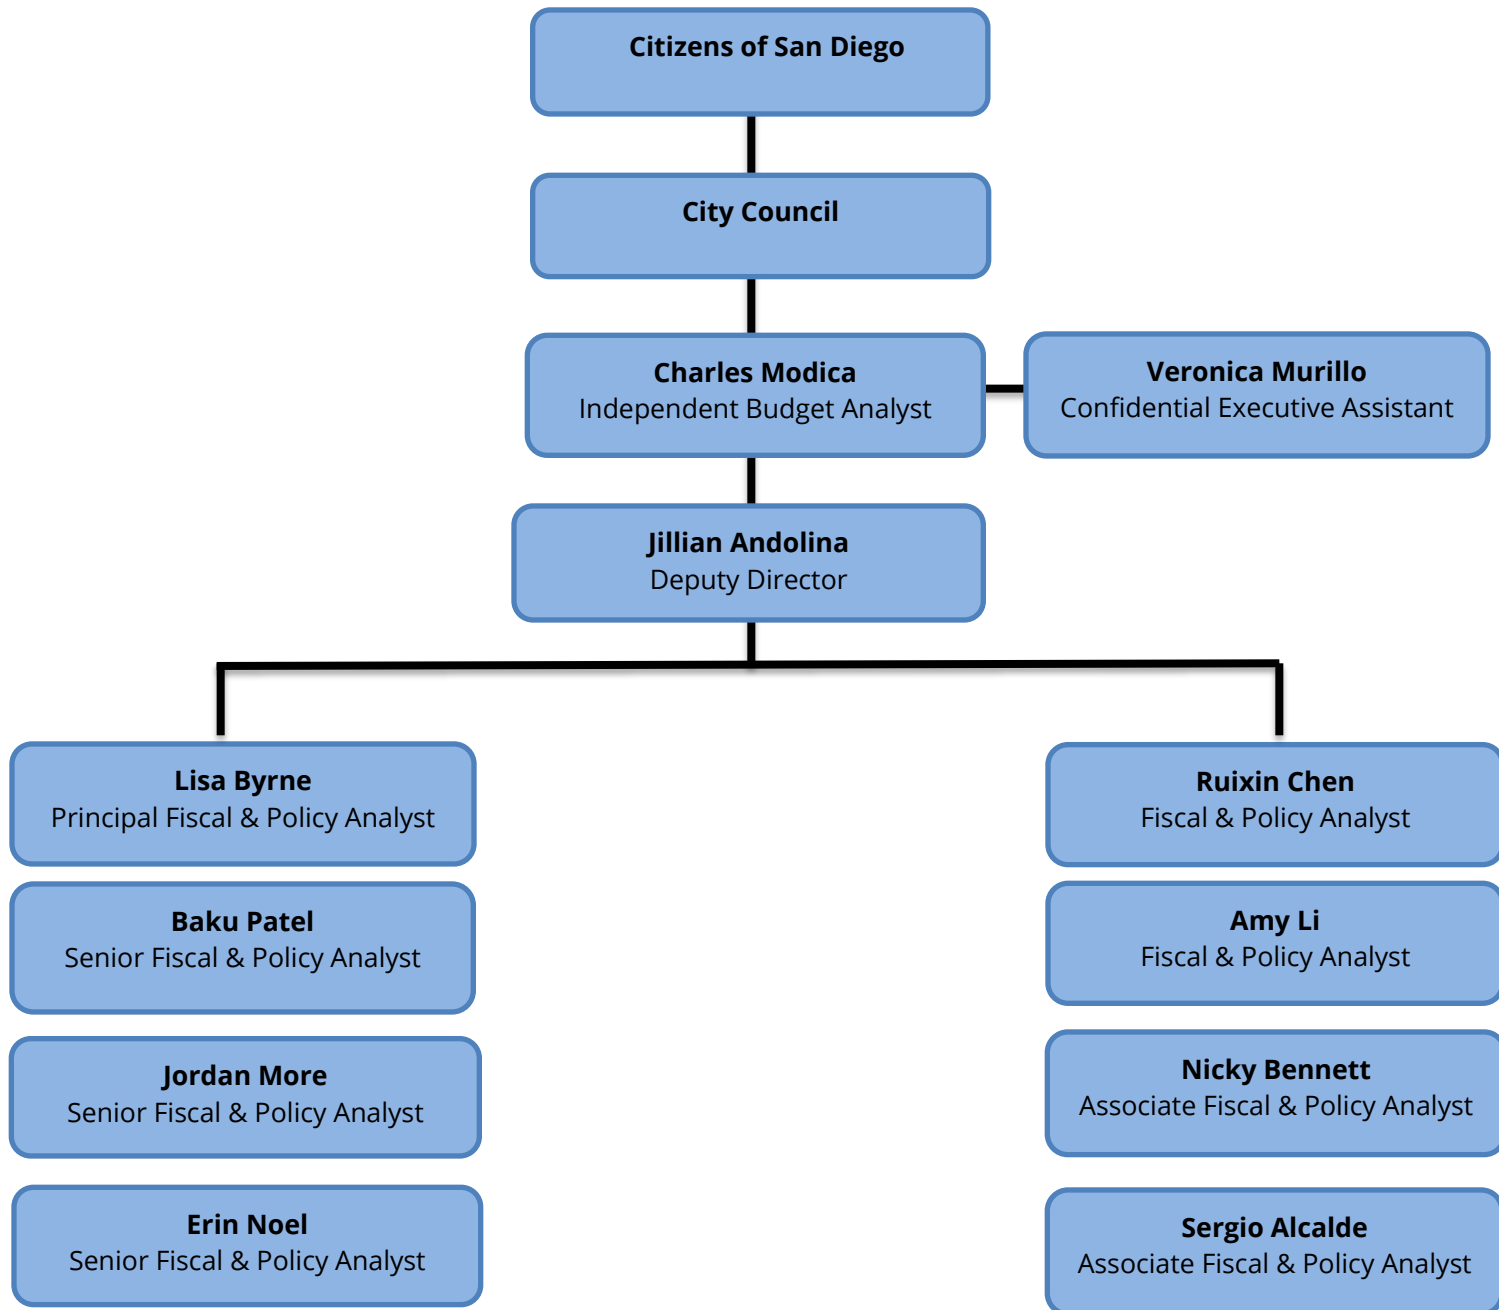 Citizens of San Diego
City Council
Charles Modica
Independent Budget Analyst
Veronica Murillo
Confidential Executive Assistant
Jillian Andolina
Deputy Director
Lisa Byrne
Principal Fiscal & Policy Analyst
Baku Patel
Senior Fiscal & Policy Analyst
Jordan More
Senior Fiscal & Policy Analyst
Erin Noel
Senior Fiscal & Policy Analyst
Ruixin Chen
Fiscal & Policy Analyst
Amy Li
Fiscal & Policy Analyst
Nicky Bennett
Associate Fiscal & Policy Analyst
Sergio Alcalde
Associate Fiscal & Policy Analyst